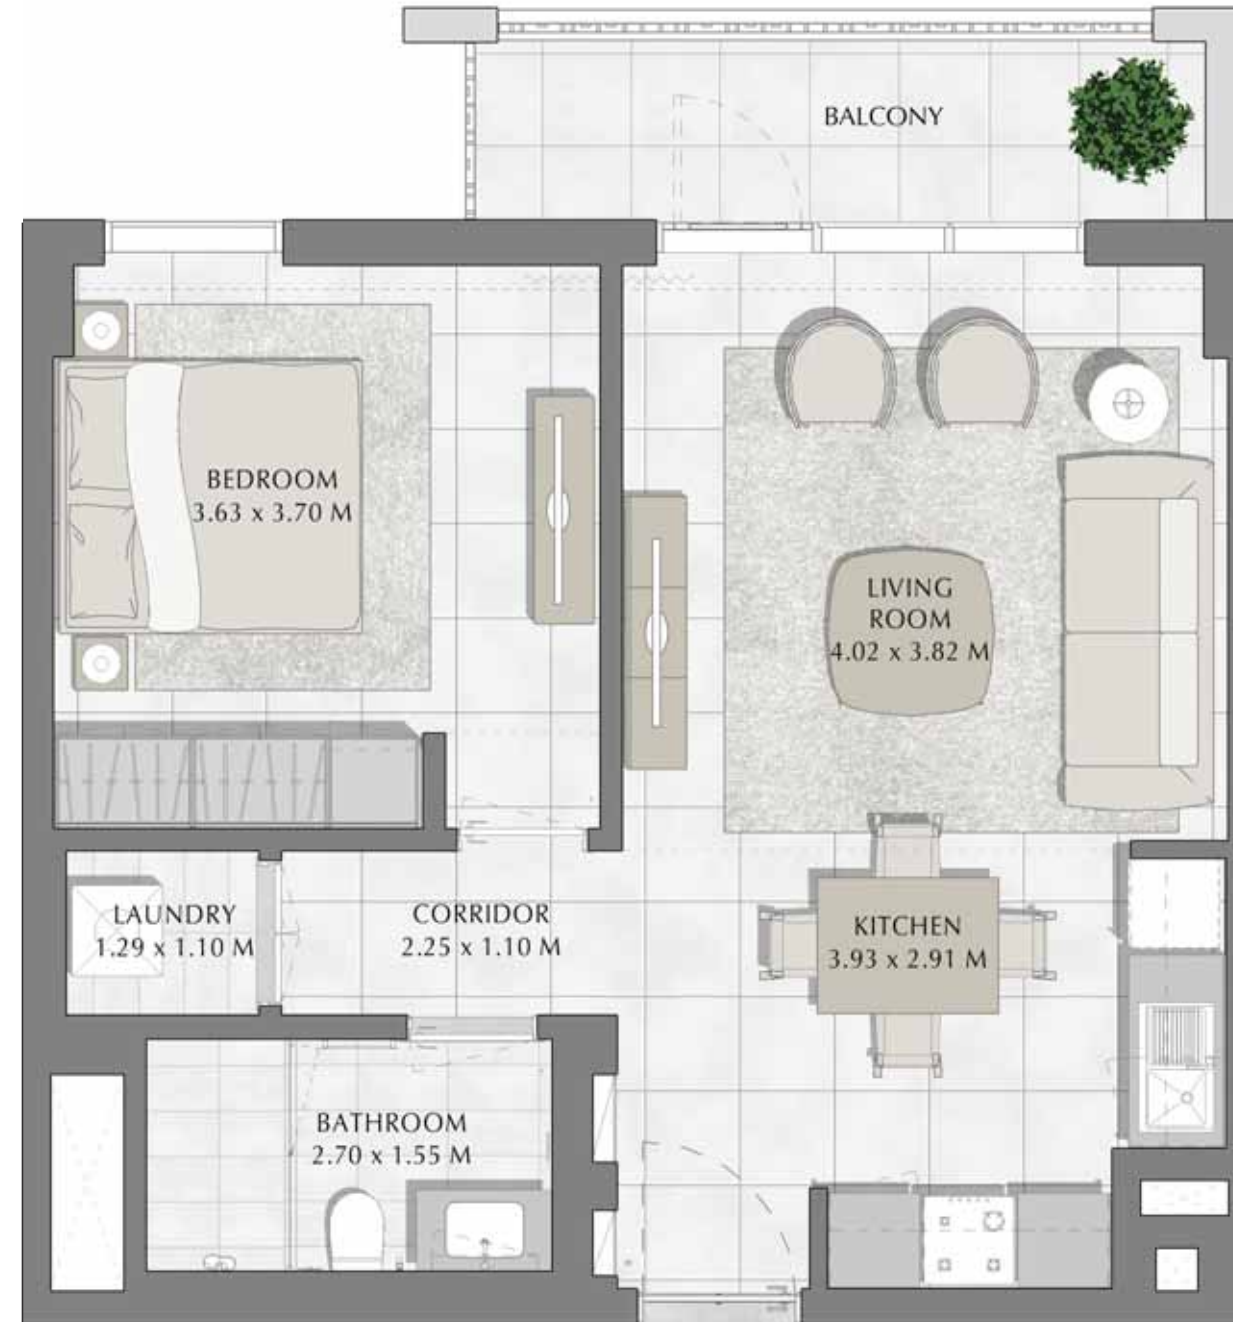 BALCONY
BEDROOM
3.63 x 3.70 M
LIVING
ROOM
4.02 x 3.82 M
LAUNDRY
1.29 x 1.10 M
CORRIDOR
2.25 x 1.10 M
KITCHEN
3.93 x 2.91 M
BATHROOM
2.70 x 1.55 M